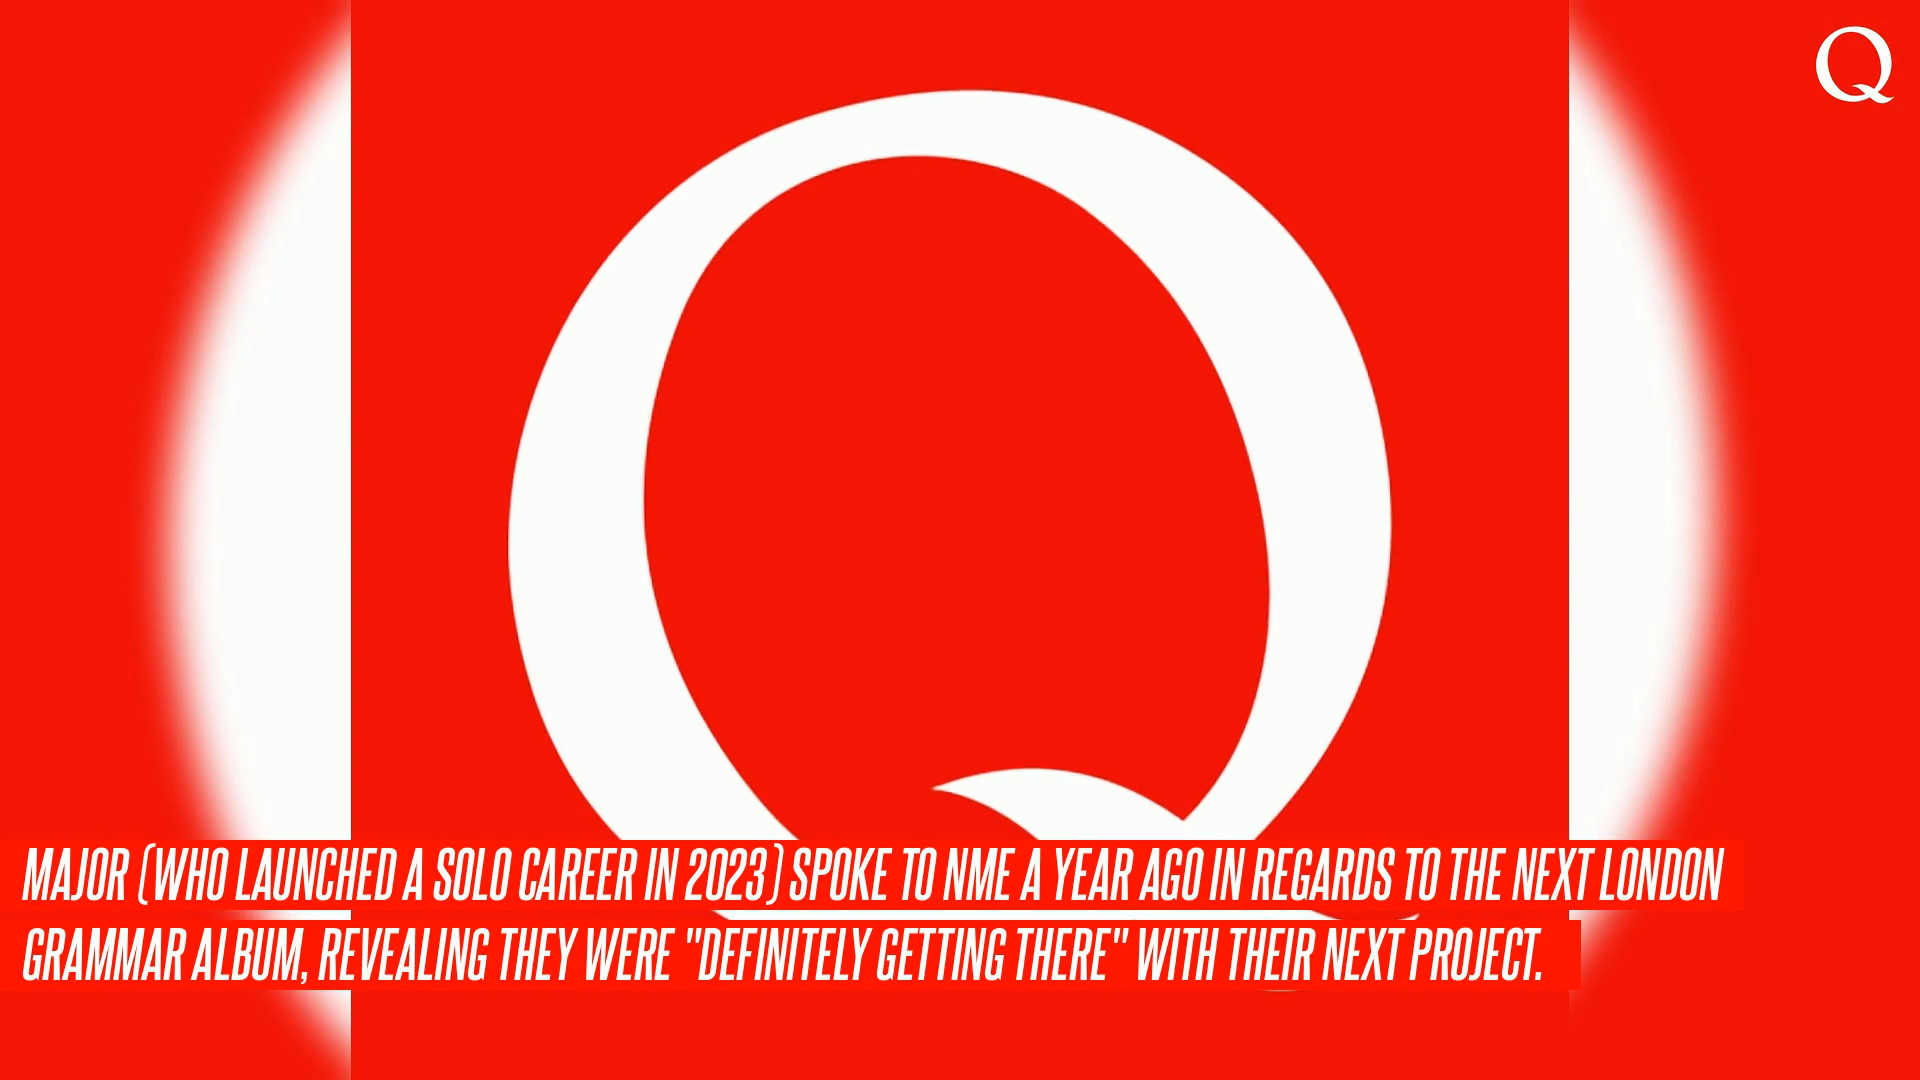 Q
Q
MAJOR (WHO LAUNCHED A SOLO CAREER IN 2023) SPOKE TO NME A YEAR AGO IN REGARDS TO THE NEXT LONDON
GRAMMAR ALBUM, REVEALING THEY WERE "DEFINITELY GETTING THERE" WITH THEIR NEXT PROJECT.